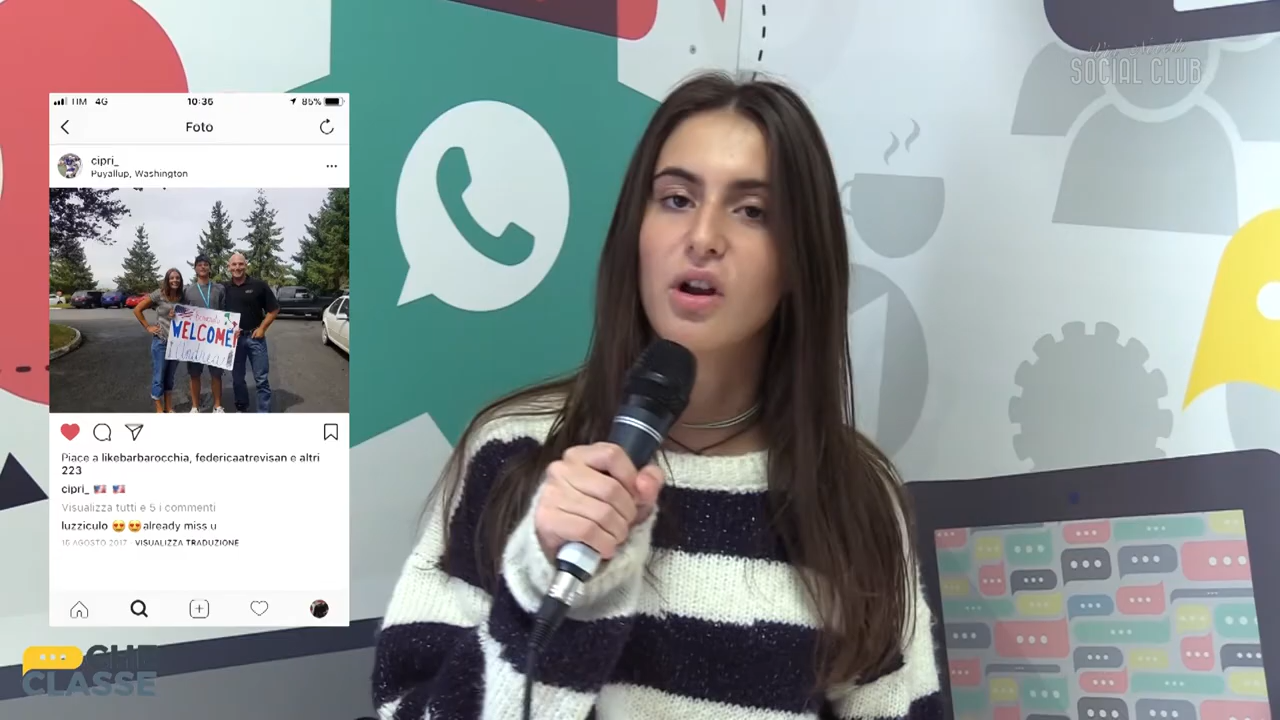 SOCIAL CLUB
TIM 4G 10:36 85%
Foto
cipri_
Puyallup, Washington
WELCOME!
Piace a likebarbarocchia, federicaatrevisan e altri
223
cipri_
Visualizza tutti e 5 i commenti
luzziculo 😍😍already miss u
16 AGOSTO 2017 · VISUALIZZA TRADUZIONE
CHE
CLASSE